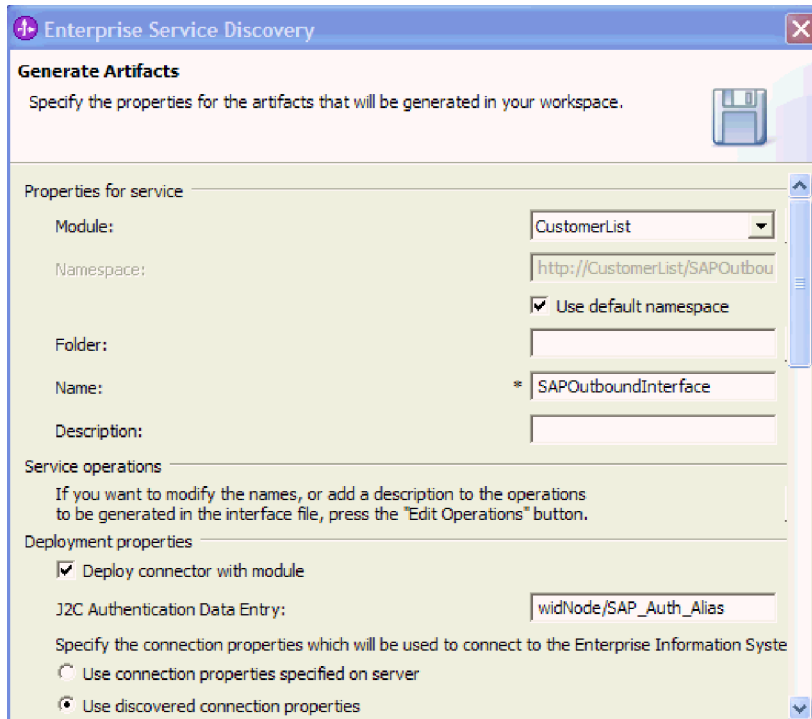 Enterprise Service Discovery
Generate Artifacts
Specify the properties for the artifacts that will be generated in your workspace.
Properties for service
Module: CustomerList
Namespace: http://CustomerList/SAPOutbou
Use default namespace
Folder:
Name: * SAPOutboundInterface
Description:
Service operations
If you want to modify the names, or add a description to the operations
to be generated in the interface file, press the "Edit Operations" button.
Deployment properties
Deploy connector with module
J2C Authentication Data Entry: widNode/SAP_Auth_Alias
Specify the connection properties which will be used to connect to the Enterprise Information Syste
Use connection properties specified on server
Use discovered connection properties